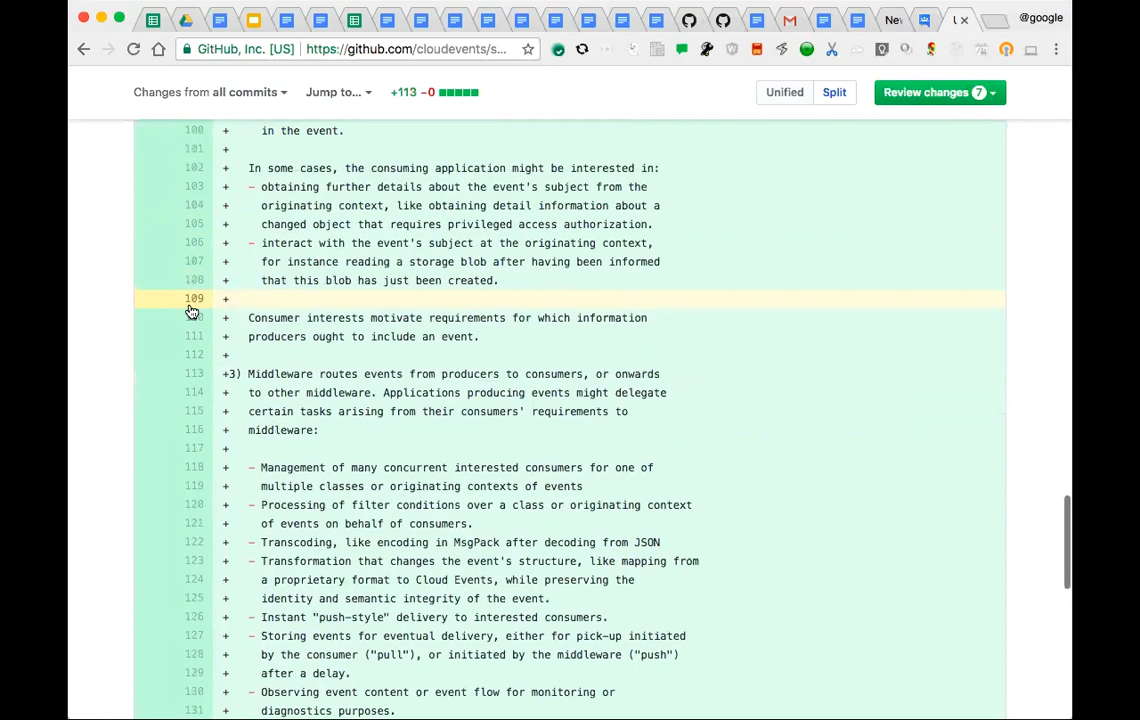 @google
Nev
GitHub, Inc. [US]
https://github.com/cloudevents/s...
Changes from all commits
Jump to...
+113 −0
Unified
Split
Review changes 7
100 + in the event.
101 +
102 + In some cases, the consuming application might be interested in:
103 + - obtaining further details about the event's subject from the
104 + originating context, like obtaining detail information about a
105 + changed object that requires privileged access authorization.
106 + - interact with the event's subject at the originating context,
107 + for instance reading a storage blob after having been informed
108 + that this blob has just been created.
109 +
+ Consumer interests motivate requirements for which information
111 + producers ought to include an event.
112 +
113 +3) Middleware routes events from producers to consumers, or onwards
114 + to other middleware. Applications producing events might delegate
115 + certain tasks arising from their consumers' requirements to
116 + middleware:
117 +
118 + - Management of many concurrent interested consumers for one of
119 + multiple classes or originating contexts of events
120 + - Processing of filter conditions over a class or originating context
121 + of events on behalf of consumers.
122 + - Transcoding, like encoding in MsgPack after decoding from JSON
123 + - Transformation that changes the event's structure, like mapping from
124 + a proprietary format to Cloud Events, while preserving the
125 + identity and semantic integrity of the event.
126 + - Instant "push-style" delivery to interested consumers.
127 + - Storing events for eventual delivery, either for pick-up initiated
128 + by the consumer ("pull"), or initiated by the middleware ("push")
129 + after a delay.
130 + - Observing event content or event flow for monitoring or
131 + diagnostics purposes.